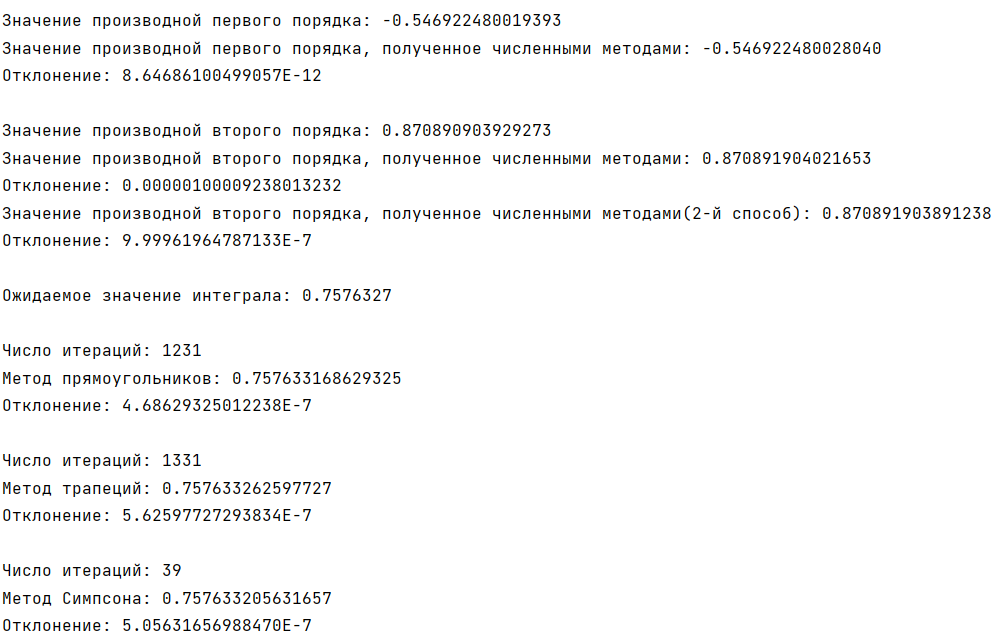 Значение производной первого порядка: -0.546922480019393
Значение производной первого порядка, полученное численными методами: -0.546922480028040
Отклонение: 8.64686100499057E-12
Значение производной второго порядка: 0.870890903929273
Значение производной второго порядка, полученное численными методами: 0.870891904021653
Отклонение: 0.00000100009238013232
Значение производной второго порядка, полученное численными методами(2-й способ): 0.870891903891238
Отклонение: 9.99961964787133E-7
Ожидаемое значение интеграла: 0.7576327
Число итераций: 1231
Метод прямоугольников: 0.757633168629325
Отклонение: 4.68629325012238E-7
Число итераций: 1331
Метод трапеций: 0.757633262597727
Отклонение: 5.62597727293834E-7
Число итераций: 39
Метод Симпсона: 0.757633205631657
Отклонение: 5.05631656988470E-7